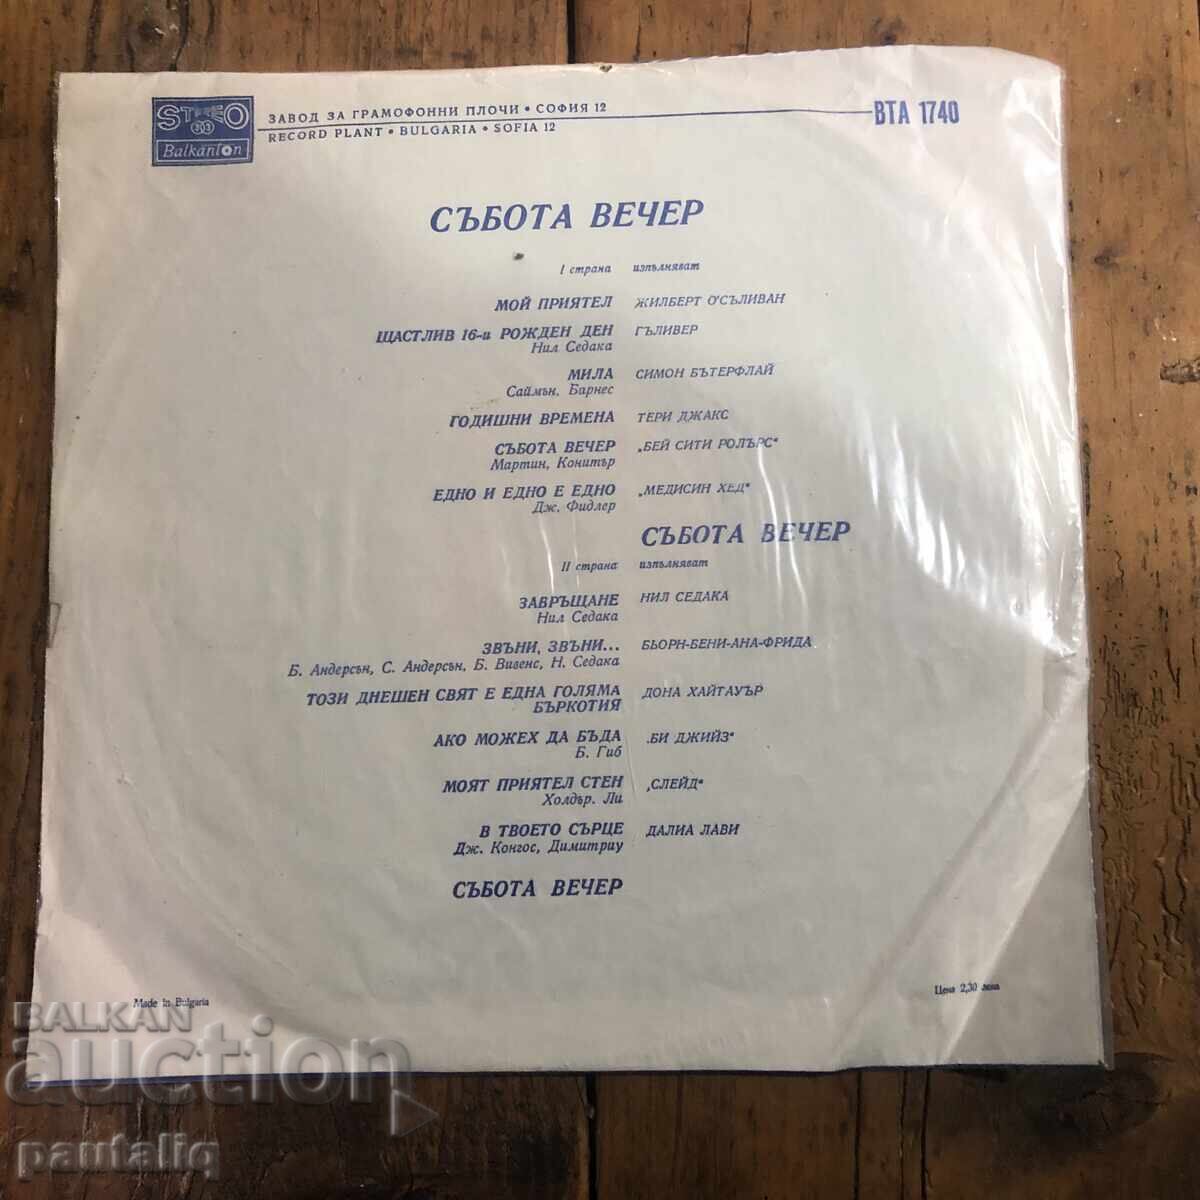 STEREO
303
Balkanton
ЗАВОД ЗА ГРАМОФОННИ ПЛОЧИ • СОФИЯ 12
RECORD PLANT • BULGARIA • SOFIA 12
ВТА 1740
СЪБОТА ВЕЧЕР
I страна изпълняват
МОЙ ПРИЯТЕЛ ЖИЛБЕРТ О'СЪЛИВАН
ЩАСТЛИВ 16-и РОЖДЕН ДЕН ГЪЛИВЕР
Нил Седака
МИЛА СИМОН БЪТЕРФЛАЙ
Саймън, Барнес
ГОДИШНИ ВРЕМЕНА ТЕРИ ДЖАКС
СЪБОТА ВЕЧЕР „БЕЙ СИТИ РОЛЪРС"
Мартин, Конитър
ЕДНО И ЕДНО Е ЕДНО „МЕДИСИН ХЕД"
Дж. Фидлер
СЪБОТА ВЕЧЕР
II страна изпълняват
ЗАВРЪЩАНЕ НИЛ СЕДАКА
Нил Седака
ЗВЪНИ, ЗВЪНИ... БЬОРН-БЕНИ-АНА-ФРИДА
Б. Андерсън, С. Андерсън, Б. Вивенс, Н. Седака
ТОЗИ ДНЕШЕН СВЯТ Е ЕДНА ГОЛЯМА ДОНА ХАЙТАУЪР
БЪРКОТИЯ
АКО МОЖЕХ ДА БЪДА „БИ ДЖИЙЗ"
Б. Гиб
МОЯТ ПРИЯТЕЛ СТЕН „СЛЕЙД"
Холдър. Ли
В ТВОЕТО СЪРЦЕ ДАЛИА ЛАВИ
Дж. Конгос, Димитриу
СЪБОТА ВЕЧЕР
Made in Bulgaria
Цена 2,30 лева
BALKAN
auction
pautaliq